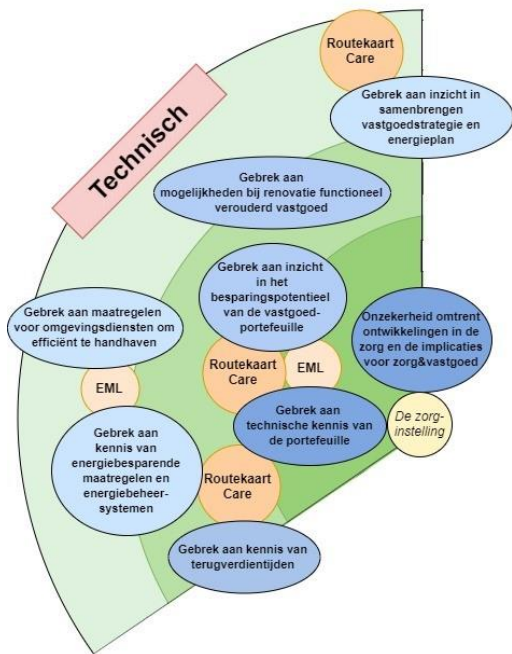 Routekaart
Care
Gebrek aan inzicht in
samenbrengen
vastgoedstrategie en
energieplan
Technisch
Gebrek aan
mogelijkheden bij renovatie functioneel
verouderd vastgoed
Gebrek aan inzicht
in het
besparingspotentieel
van de vastgoed-
portefeuille
Gebrek aan maatregelen
voor omgevingsdiensten om
efficiënt te handhaven
Onzekerheid omtrent
ontwikkelingen in de
zorg en de implicaties
voor zorg&vastgoed
EML
Routekaart
Care
EML
Gebrek aan
technische kennis van
de portefeuille
De zorg-
instelling
Gebrek aan
kennis van
energiebesparende
maatregelen en
energiebeheer-
systemen
Routekaart
Care
Gebrek aan kennis van
terugverdientijden